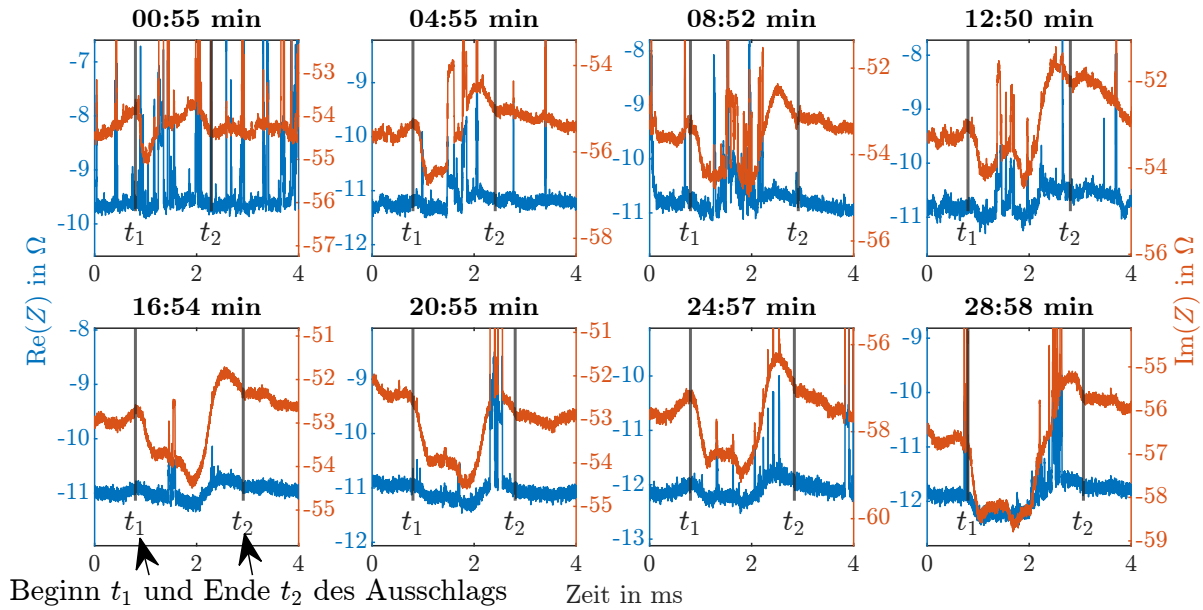 00:55 min 04:55 min 08:52 min 12:50 min
-7 -8 -9 -10
-53 -54 -55 -56 -57
-9 -10 -11 -12
-54 -56 -58
-8 -9 -10 -11
-52 -54 -56
-8 -9 -10 -11
-52 -54 -56
t₁ t₂ t₁ t₂ t₁ t₂ t₁ t₂
0 2 4 0 2 4 0 2 4 0 2 4
Re(Z) in Ω
Im(Z) in Ω
16:54 min 20:55 min 24:57 min 28:58 min
-8 -9 -10 -11
-51 -52 -53 -54 -55
-9 -10 -11 -12
-51 -52 -53 -54 -55
-10 -11 -12 -13
-56 -58 -60
-9 -10 -11 -12
-55 -56 -57 -58 -59
t₁ t₂ t₁ t₂ t₁ t₂ t₁ t₂
0 2 4 0 2 4 0 2 4 0 2 4
Beginn t₁ und Ende t₂ des Ausschlags
Zeit in ms